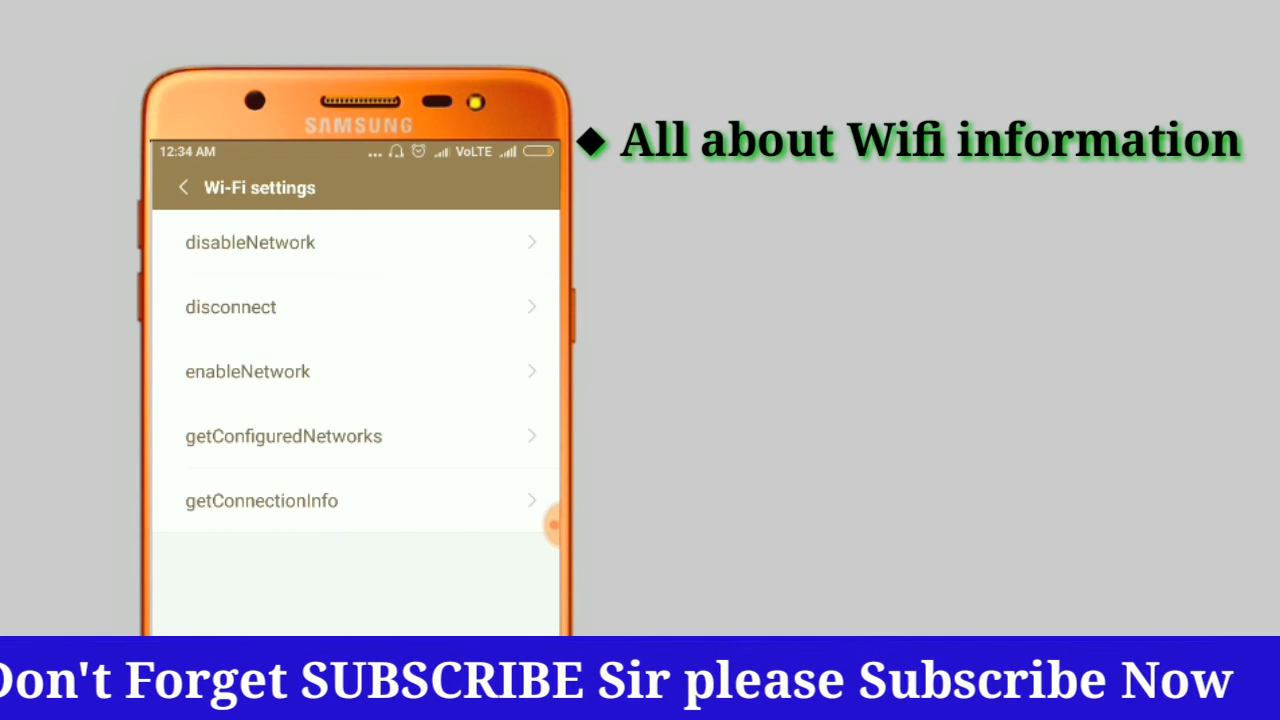 SAMSUNG
◆ All about Wifi information
12:34 AM
... VoLTE
Wi-Fi settings
disableNetwork
disconnect
enableNetwork
getConfiguredNetworks
getConnectionInfo
Don't Forget SUBSCRIBE Sir please Subscribe Now